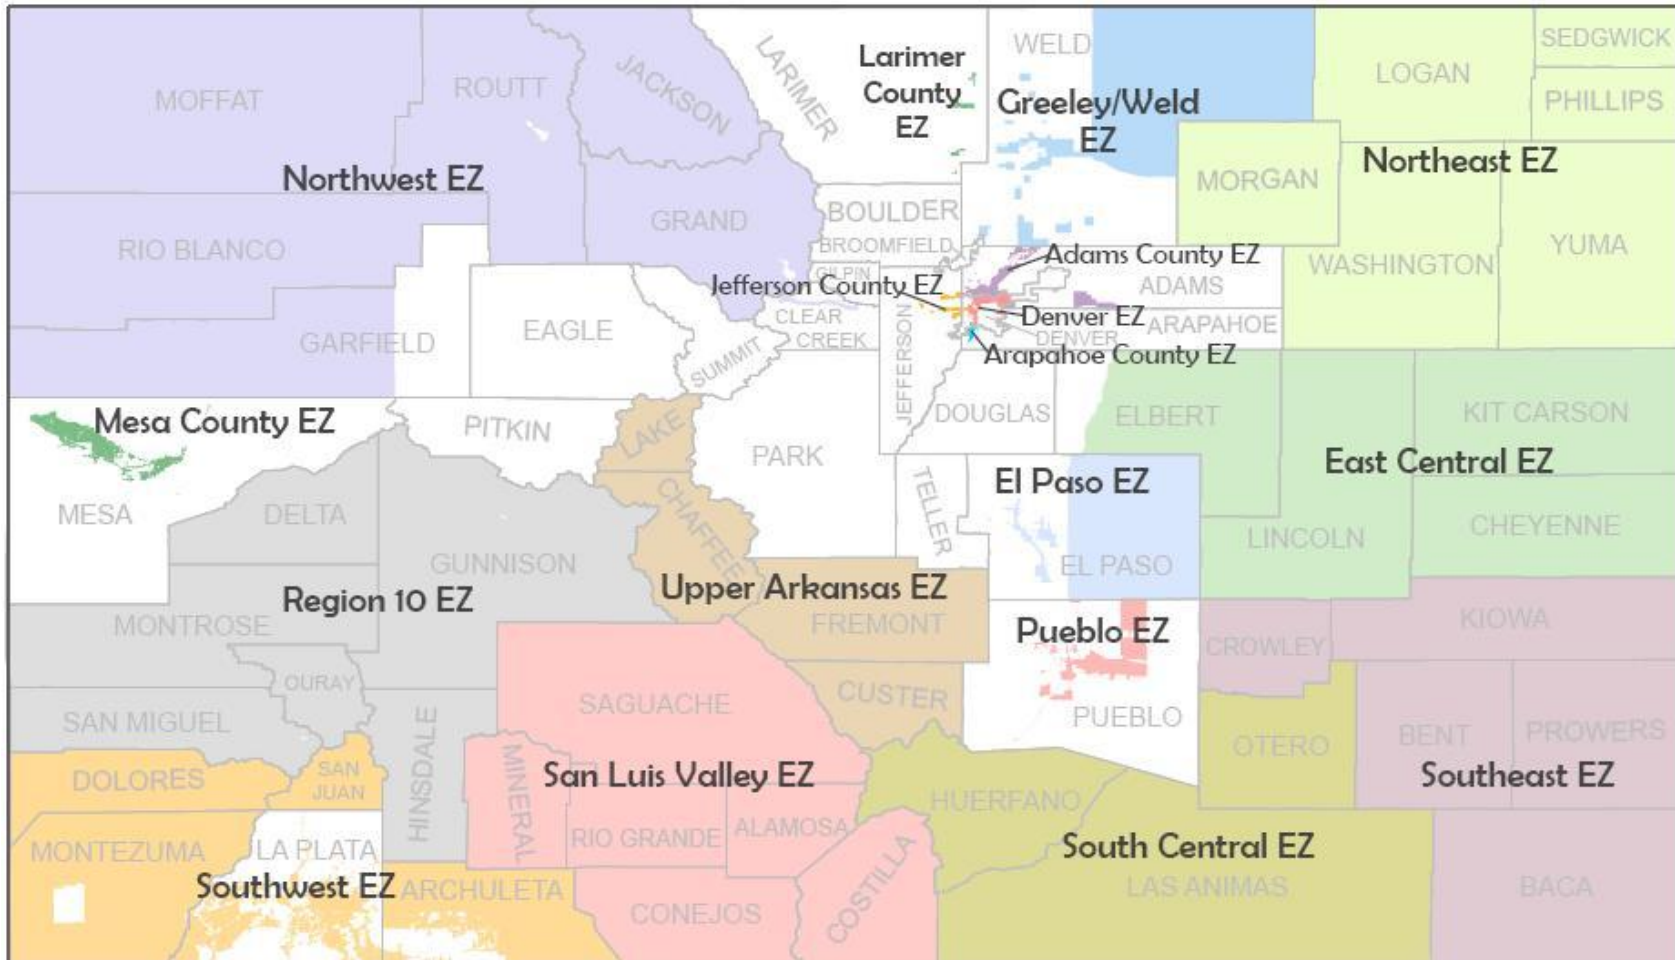 SEDGWICK
WELD
LARIMER
Larimer
County
EZ
LOGAN
JACKSON
ROUTT
MOFFAT
PHILLIPS
Greeley/Weld
EZ
Northeast EZ
Northwest EZ
MORGAN
BOULDER
GRAND
BROOMFIELD
YUMA
RIO BLANCO
Adams County EZ
WASHINGTON
GILPIN
Jefferson County EZ
ADAMS
CLEAR
CREEK
Denver EZ
ARAPAHOE
EAGLE
DENVER
GARFIELD
Arapahoe County EZ
SUMMIT
JEFFERSON
DOUGLAS
ELBERT
KIT CARSON
Mesa County EZ
PITKIN
LAKE
PARK
East Central EZ
El Paso EZ
TELLER
MESA
DELTA
CHAFFEE
CHEYENNE
LINCOLN
GUNNISON
EL PASO
Upper Arkansas EZ
Region 10 EZ
MONTROSE
FREMONT
Pueblo EZ
KIOWA
CROWLEY
OURAY
CUSTER
SAGUACHE
SAN MIGUEL
PUEBLO
HINSDALE
OTERO
BENT
PROWERS
DOLORES
SAN
JUAN
MINERAL
San Luis Valley EZ
Southeast EZ
HUERFANO
RIO GRANDE
ALAMOSA
MONTEZUMA
LA PLATA
South Central EZ
Southwest EZ
ARCHULETA
COSTILLA
LAS ANIMAS
BACA
CONEJOS